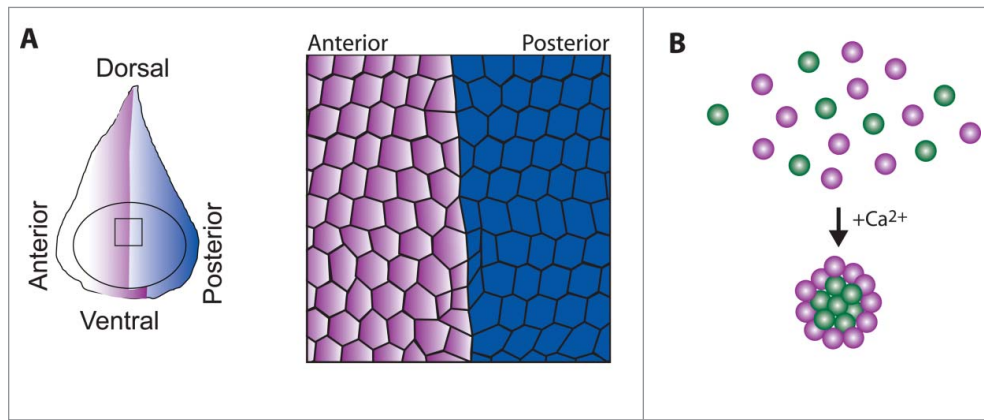 A
Dorsal
Anterior
Posterior
Ventral
Anterior Posterior
B
+Ca²⁺